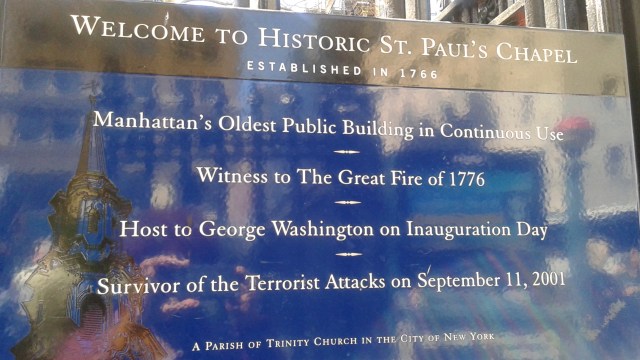 WELCOME TO HISTORIC ST. PAUL'S CHAPEL
ESTABLISHED IN 1766
Manhattan's Oldest Public Building in Continuous Use
Witness to The Great Fire of 1776
Host to George Washington on Inauguration Day
Survivor of the Terrorist Attacks on September 11, 2001
A PARISH OF TRINITY CHURCH IN THE CITY OF NEW YORK